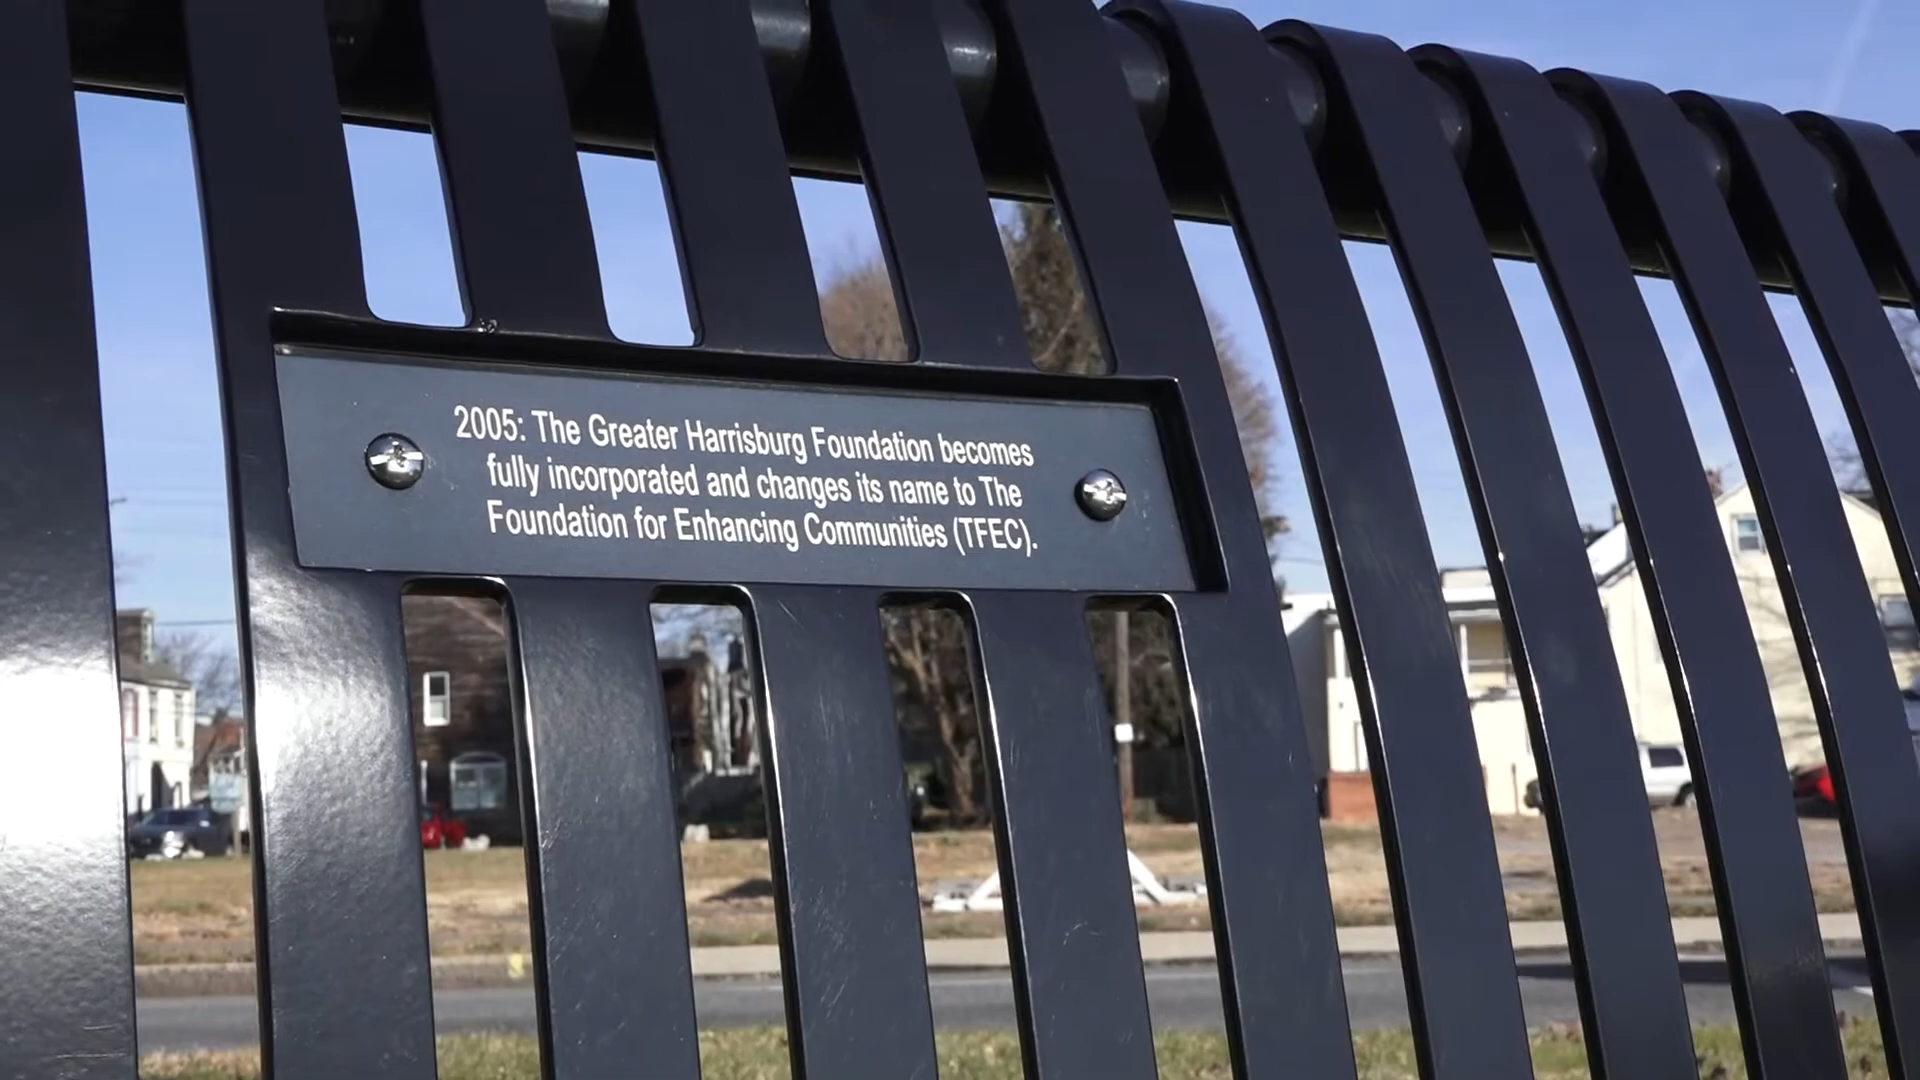 2005: The Greater Harrisburg Foundation becomes
fully incorporated and changes its name to The
Foundation for Enhancing Communities (TFEC).